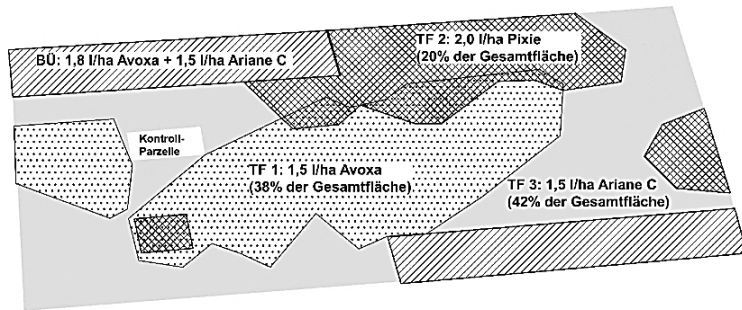 BÜ: 1,8 l/ha Avoxa + 1,5 l/ha Ariane C
TF 2: 2,0 l/ha Pixie
(20% der Gesamtfläche)
Kontroll-
Parzelle
TF 1: 1,5 l/ha Avoxa
(38% der Gesamtfläche)
TF 3: 1,5 l/ha Ariane C
(42% der Gesamtfläche)